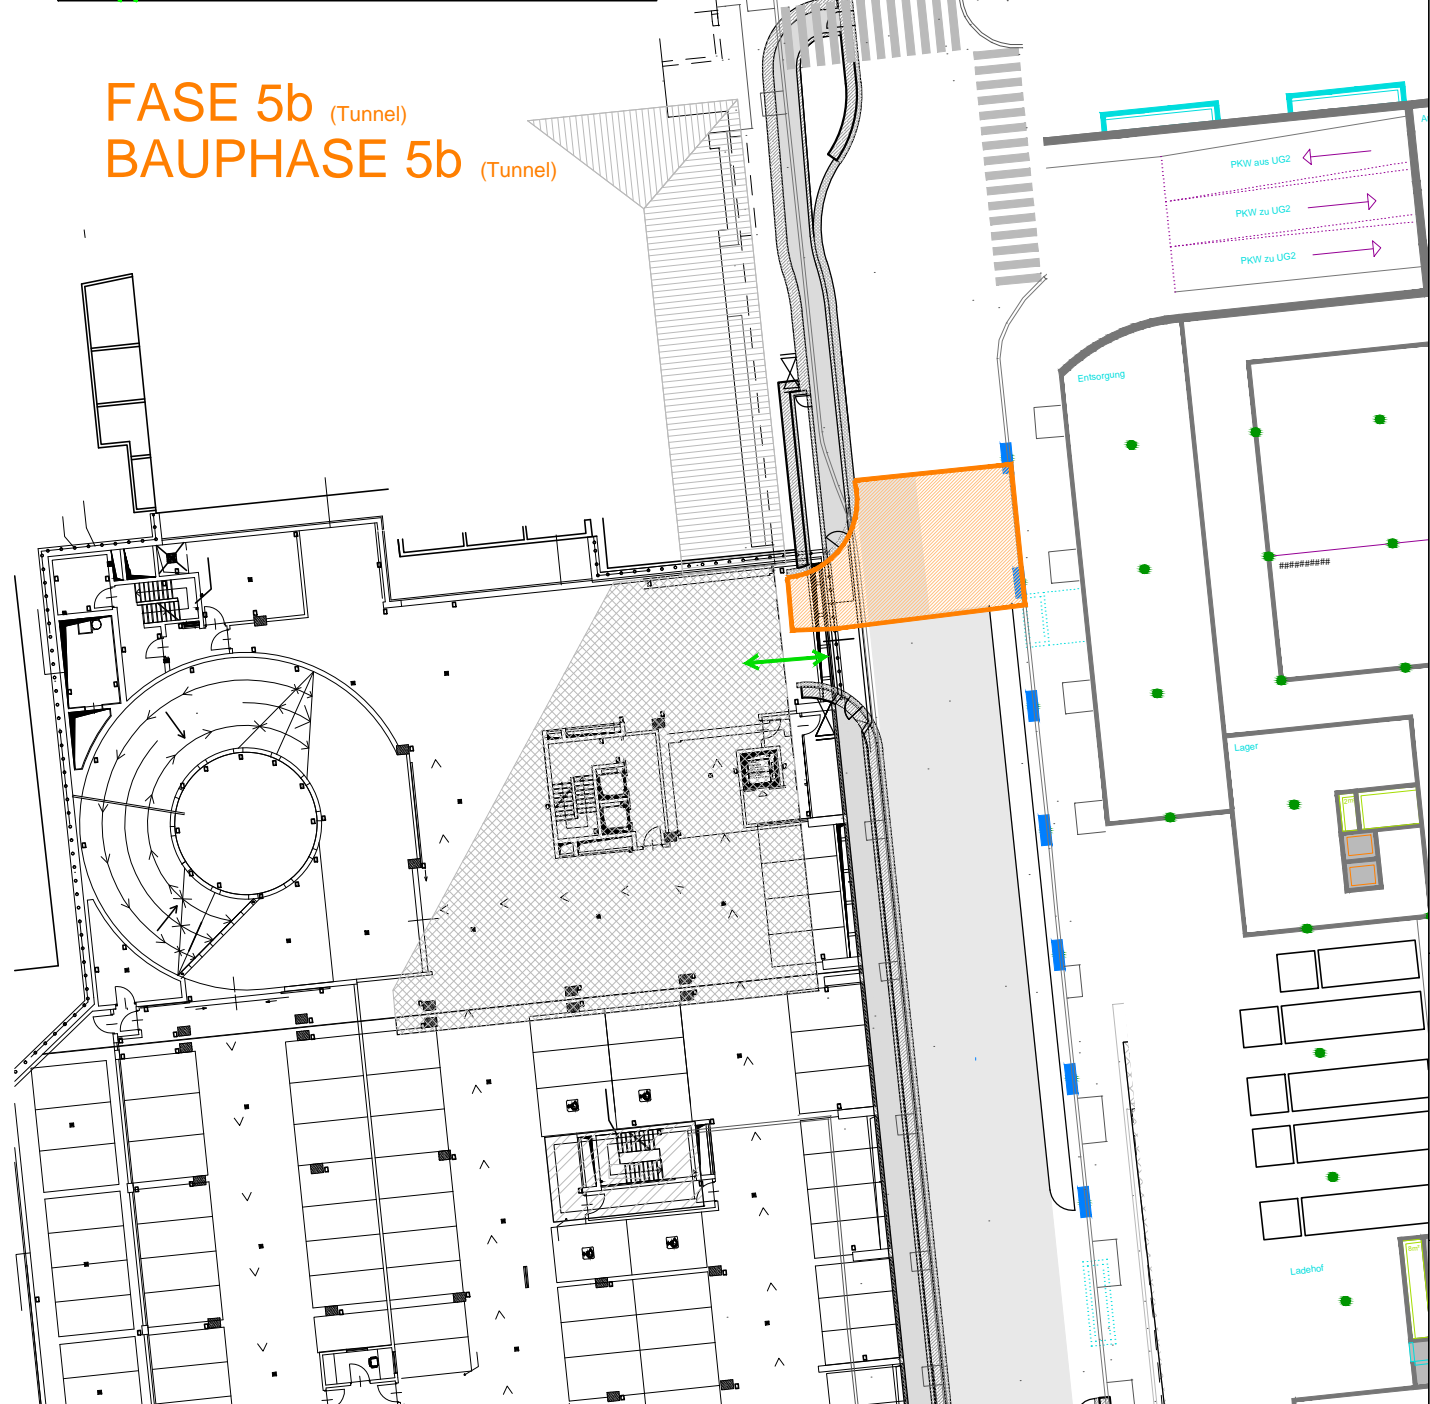 FASE 5b (Tunnel)
BAUPHASE 5b (Tunnel)
PKW aus UG2
PKW zu UG2
PKW zu UG2
Entsorgung
##########
Lager
Ladehof